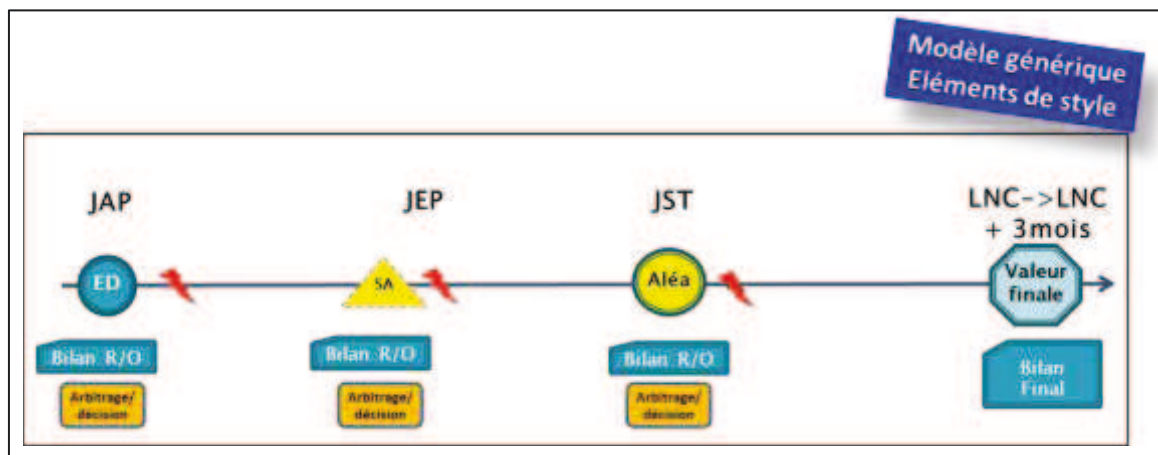 Modèle générique
Eléments de style
JAP
JEP
JST
LNC->LNC
+ 3mois
ED
SA
Aléa
Valeur
finale
Bilan R/O
Bilan R/O
Bilan R/O
Bilan
Final
Arbitrage/
décision
Arbitrage/
décision
Arbitrage/
décision